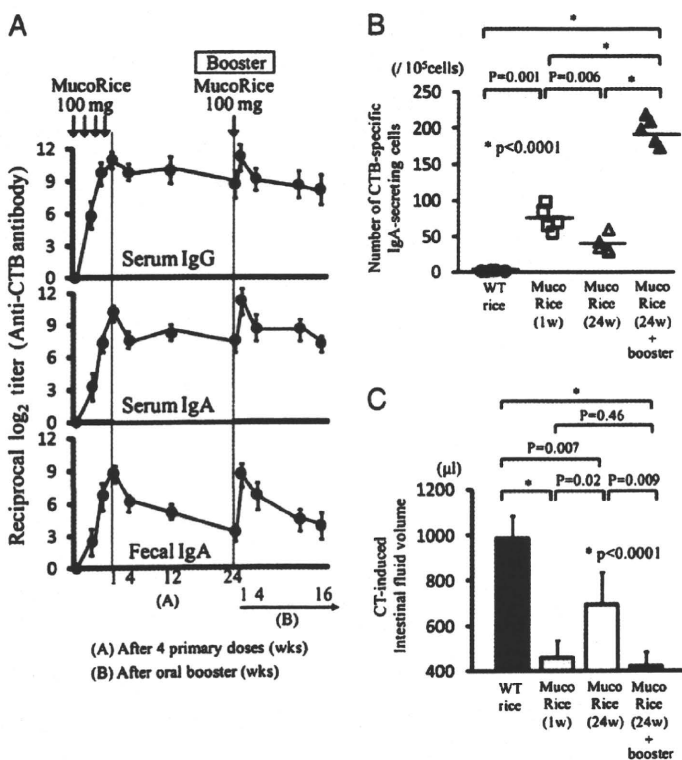 A
Booster
MucoRice
100 mg
MucoRice
100 mg
Reciprocal log2 titer (Anti-CTB antibody)
12
9
6
3
0
Serum IgG
12
9
6
3
0
Serum IgA
12
9
6
3
0
Fecal IgA
1 4 12 24
(A)
1 4 16
(B)
(A) After 4 primary doses (wks)
(B) After oral booster (wks)
B
*
*
(/ 10⁵cells)
P=0.001 P=0.006 *
Number of CTB-specific
IgA-secreting cells
250
200
150
100
50
0
* p<0.0001
WT
rice
Muco
Rice
(1w)
Muco
Rice
(24w)
Muco
Rice
(24w)
+
booster
C
*
P=0.46
P=0.007
(µl)
* P=0.02 P=0.009
CT-induced
Intestinal fluid volume
1200
1000
800
600
400
* p<0.0001
WT
rice
Muco
Rice
(1w)
Muco
Rice
(24w)
Muco
Rice
(24w)
+
booster